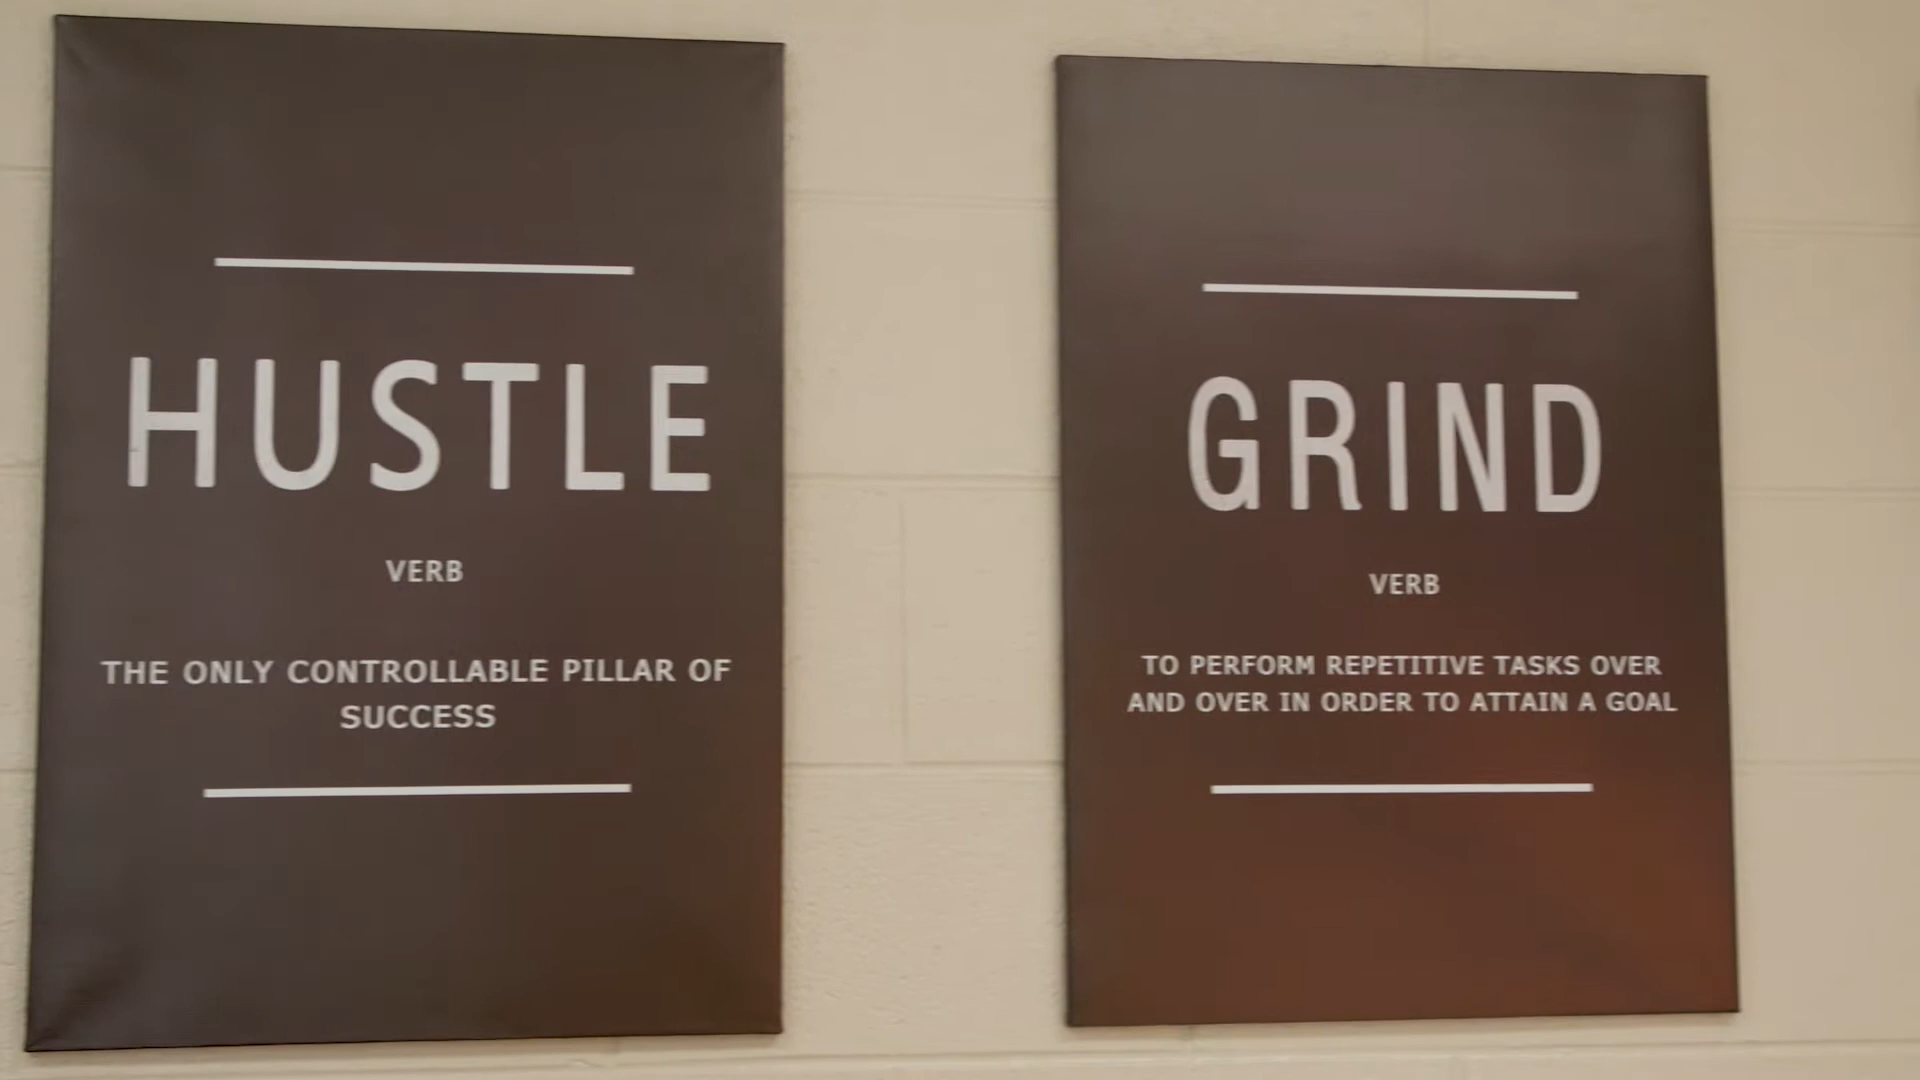 HUSTLE
VERB
THE ONLY CONTROLLABLE PILLAR OF
SUCCESS
GRIND
VERB
TO PERFORM REPETITIVE TASKS OVER
AND OVER IN ORDER TO ATTAIN A GOAL